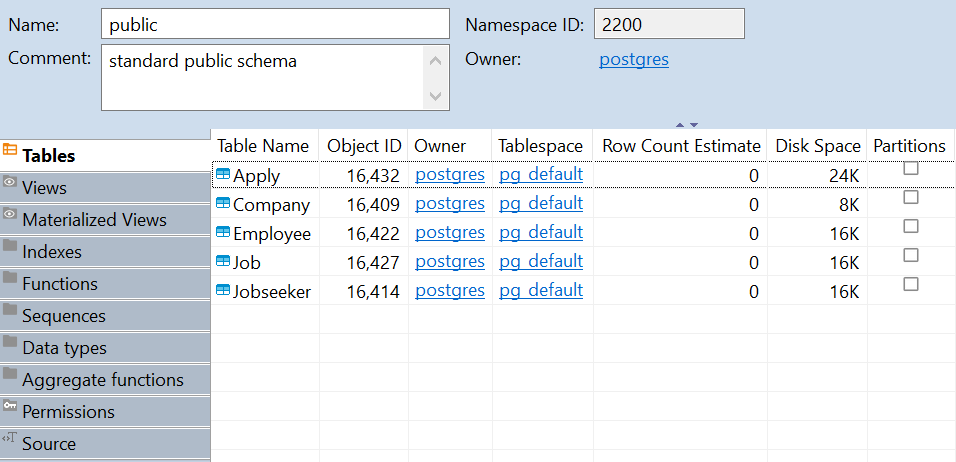 Name: public Namespace ID: 2200
Comment: standard public schema Owner: postgres
Tables
Views
Materialized Views
Indexes
Functions
Sequences
Data types
Aggregate functions
Permissions
Source
Table Name Object ID Owner Tablespace Row Count Estimate Disk Space Partitions
Apply 16,432 postgres pg_default 0 24K
Company 16,409 postgres pg_default 0 8K
Employee 16,422 postgres pg_default 0 16K
Job 16,427 postgres pg_default 0 16K
Jobseeker 16,414 postgres pg_default 0 16K